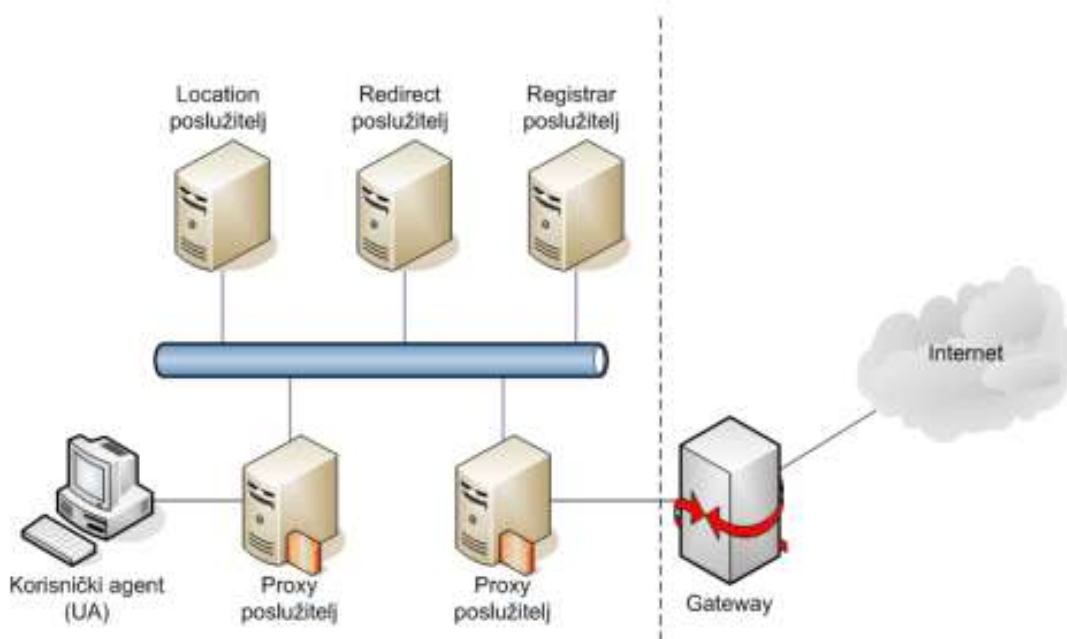 Location
poslužitelj
Redirect
poslužitelj
Registrar
poslužitelj
Internet
Korisnički agent
(UA)
Proxy
poslužitelj
Proxy
poslužitelj
Gateway